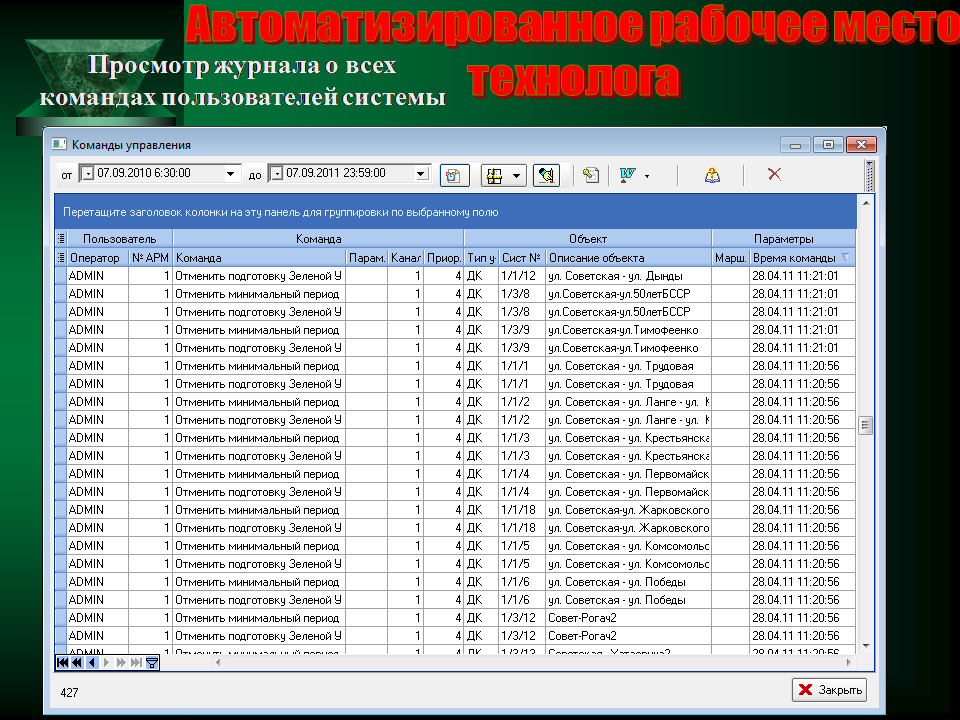 Автоматизированное рабочее место
технолога
Просмотр журнала о всех
командах пользователей системы
Команды управления
от 07.09.2010 6:30:00 до 07.09.2011 23:59:00
Перетащите заголовок колонки на эту панель для группировки по выбранному полю
Пользователь Команда Объект Параметры
Оператор № АРМ Команда Парам. Канал Приор. Тип у Сист № Описание объекта Марш. Время команды
ADMIN 1 Отменить подготовку Зеленой У 1 4 ДК 1/1/12 ул. Советская - ул. Дынды 28.04.11 11:21:01
ADMIN 1 Отменить минимальный период 1 4 ДК 1/3/8 ул.Советская-ул.50летБССР 28.04.11 11:21:01
ADMIN 1 Отменить подготовку Зеленой У 1 4 ДК 1/3/8 ул.Советская-ул.50летБССР 28.04.11 11:21:01
ADMIN 1 Отменить минимальный период 1 4 ДК 1/3/9 ул.Советская-ул.Тимофеенко 28.04.11 11:21:01
ADMIN 1 Отменить подготовку Зеленой У 1 4 ДК 1/3/9 ул.Советская-ул.Тимофеенко 28.04.11 11:21:01
ADMIN 1 Отменить минимальный период 1 4 ДК 1/1/1 ул. Советская - ул. Трудовая 28.04.11 11:20:56
ADMIN 1 Отменить подготовку Зеленой У 1 4 ДК 1/1/1 ул. Советская - ул. Трудовая 28.04.11 11:20:56
ADMIN 1 Отменить минимальный период 1 4 ДК 1/1/2 ул. Советская - ул. Ланге - ул. К 28.04.11 11:20:56
ADMIN 1 Отменить подготовку Зеленой У 1 4 ДК 1/1/2 ул. Советская - ул. Ланге - ул. К 28.04.11 11:20:56
ADMIN 1 Отменить минимальный период 1 4 ДК 1/1/3 ул. Советская - ул. Крестьянска 28.04.11 11:20:56
ADMIN 1 Отменить подготовку Зеленой У 1 4 ДК 1/1/3 ул. Советская - ул. Крестьянска 28.04.11 11:20:56
ADMIN 1 Отменить минимальный период 1 4 ДК 1/1/4 ул. Советская - ул. Первомайск 28.04.11 11:20:56
ADMIN 1 Отменить подготовку Зеленой У 1 4 ДК 1/1/4 ул. Советская - ул. Первомайск 28.04.11 11:20:56
ADMIN 1 Отменить минимальный период 1 4 ДК 1/1/18 ул. Советская-ул. Жарковского 28.04.11 11:20:56
ADMIN 1 Отменить подготовку Зеленой У 1 4 ДК 1/1/18 ул. Советская-ул. Жарковского 28.04.11 11:20:56
ADMIN 1 Отменить минимальный период 1 4 ДК 1/1/5 ул. Советская - ул. Комсомольс 28.04.11 11:20:56
ADMIN 1 Отменить подготовку Зеленой У 1 4 ДК 1/1/5 ул. Советская - ул. Комсомольс 28.04.11 11:20:56
ADMIN 1 Отменить минимальный период 1 4 ДК 1/1/6 ул. Советская - ул. Победы 28.04.11 11:20:56
ADMIN 1 Отменить подготовку Зеленой У 1 4 ДК 1/1/6 ул. Советская - ул. Победы 28.04.11 11:20:56
ADMIN 1 Отменить минимальный период 1 4 ДК 1/3/12 Совет-Рогач2 28.04.11 11:20:56
ADMIN 1 Отменить подготовку Зеленой У 1 4 ДК 1/3/12 Совет-Рогач2 28.04.11 11:20:56
ADMIN 1 Отменить минимальный период 1 4 ДК 1/3/13 28.04.11 11:20:56
427
Закрыть